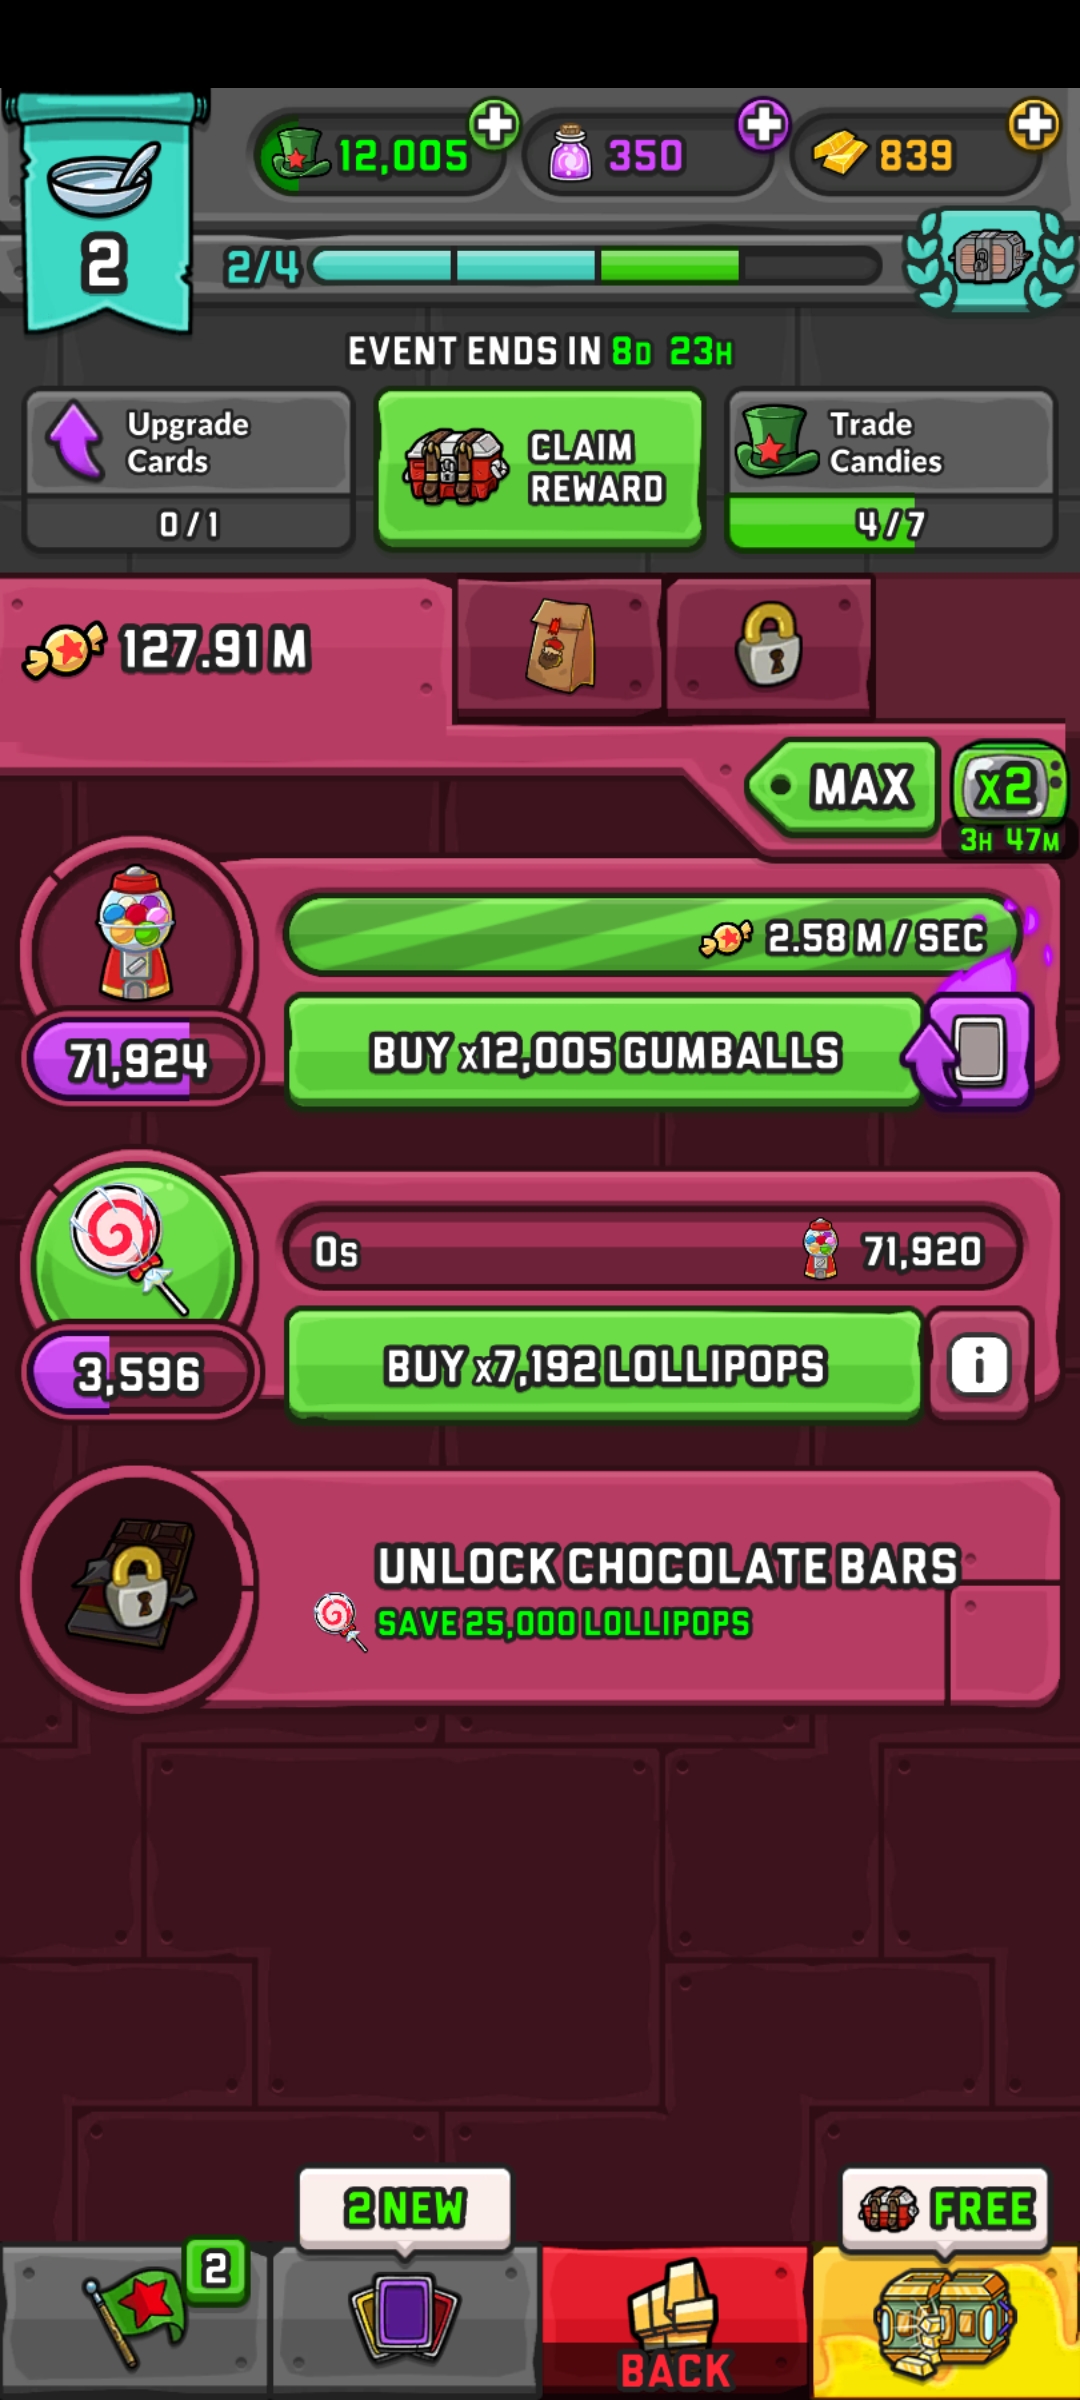 12,005
350
839
2
2/4
EVENT ENDS IN 8D 23H
Upgrade
Cards
0/1
CLAIM
REWARD
Trade
Candies
4/7
127.91 M
MAX
x2
3H 47M
2.58 M / SEC
71,924
BUY x12,005 GUMBALLS
0s
71,920
3,596
BUY x7,192 LOLLIPOPS
i
UNLOCK CHOCOLATE BARS
SAVE 25,000 LOLLIPOPS
2 NEW
FREE
2
BACK